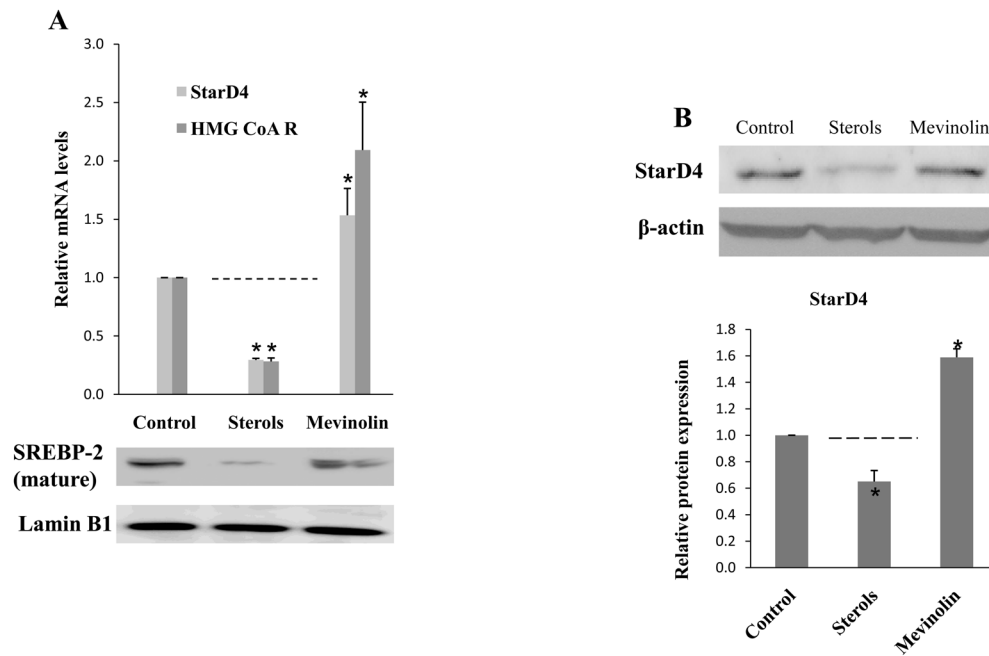 A
3.0
2.5
2.0
1.5
1.0
0.5
0.0
Relative mRNA levels
StarD4
HMG CoA R
*
*
* *
Control Sterols Mevinolin
SREBP-2
(mature)
Lamin B1
B
Control Sterols Mevinolin
StarD4
β-actin
StarD4
1.8
1.6
1.4
1.2
1.0
0.8
0.6
0.4
0.2
0.0
Relative protein expression
*
*
Control Sterols Mevinolin